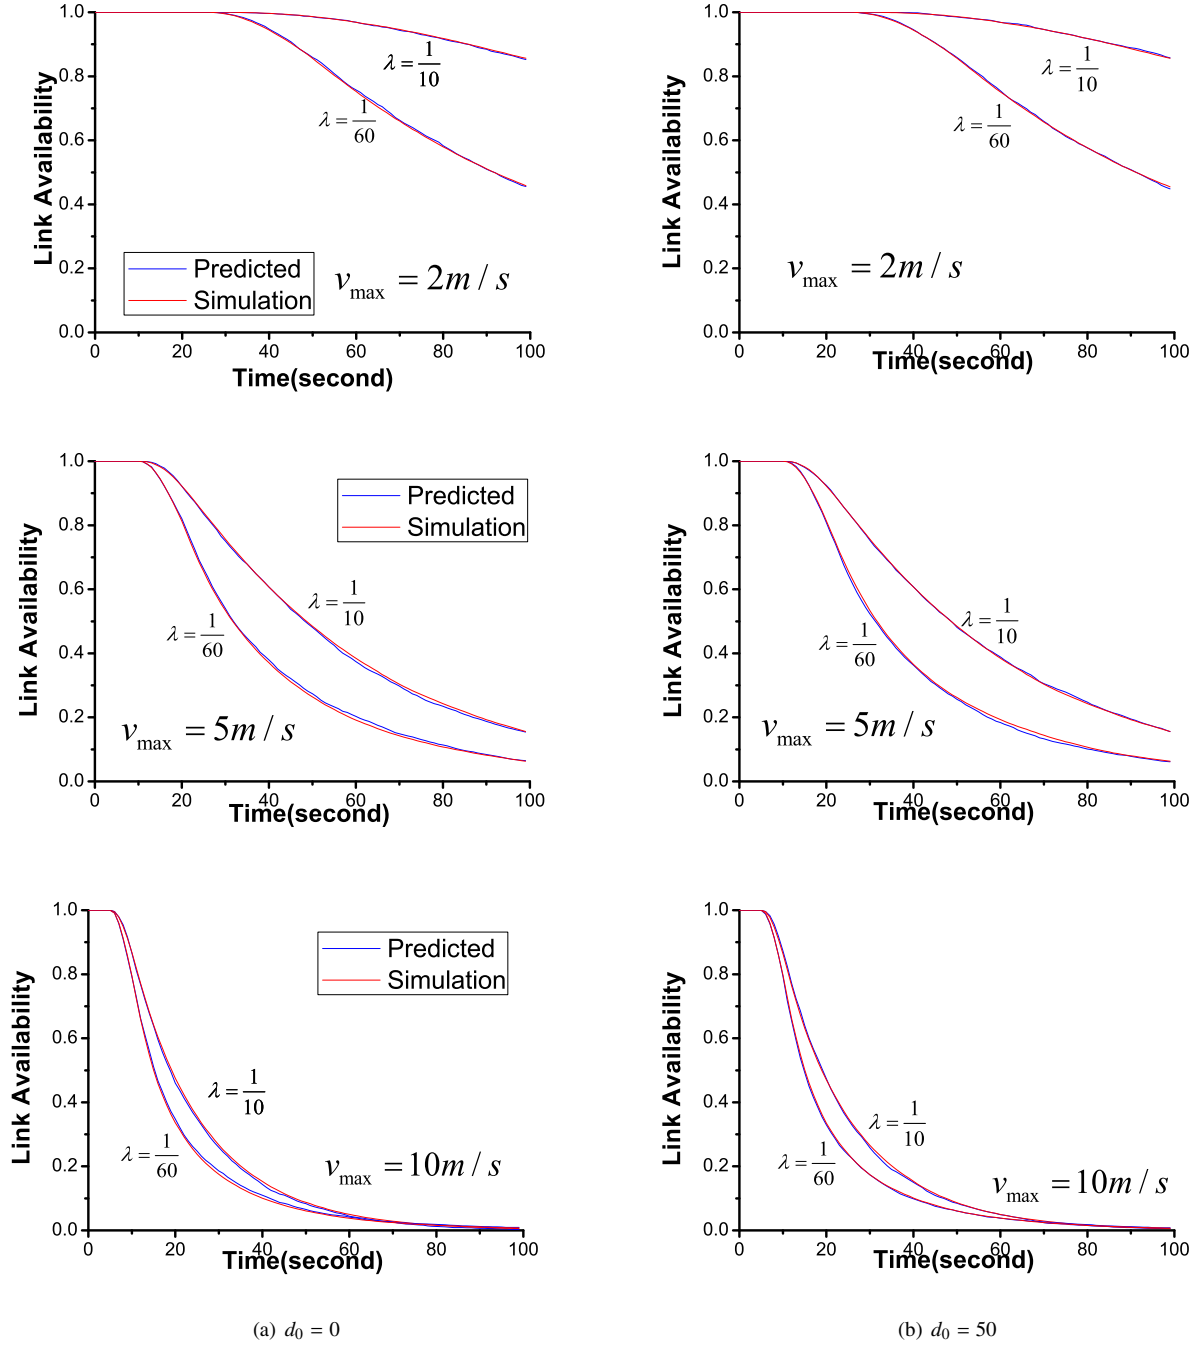 1.0
0.8
0.6
0.4
0.2
0.0
Link Availability
λ = 1/10
λ = 1/60
Predicted
Simulation
v_max = 2m / s
0 20 40 60 80 100
Time(second)
1.0
0.8
0.6
0.4
0.2
0.0
Link Availability
λ = 1/10
λ = 1/60
v_max = 2m / s
0 20 40 60 80 100
Time(second)
1.0
0.8
0.6
0.4
0.2
0.0
Link Availability
Predicted
Simulation
λ = 1/10
λ = 1/60
v_max = 5m / s
0 20 40 60 80 100
Time(second)
1.0
0.8
0.6
0.4
0.2
0.0
Link Availability
λ = 1/10
λ = 1/60
v_max = 5m / s
0 20 40 60 80 100
Time(second)
1.0
0.8
0.6
0.4
0.2
0.0
Link Availability
Predicted
Simulation
λ = 1/10
λ = 1/60
v_max = 10m / s
0 20 40 60 80 100
Time(second)
1.0
0.8
0.6
0.4
0.2
0.0
Link Availability
λ = 1/10
λ = 1/60
v_max = 10m / s
0 20 40 60 80 100
Time(second)
(a) d₀ = 0
(b) d₀ = 50